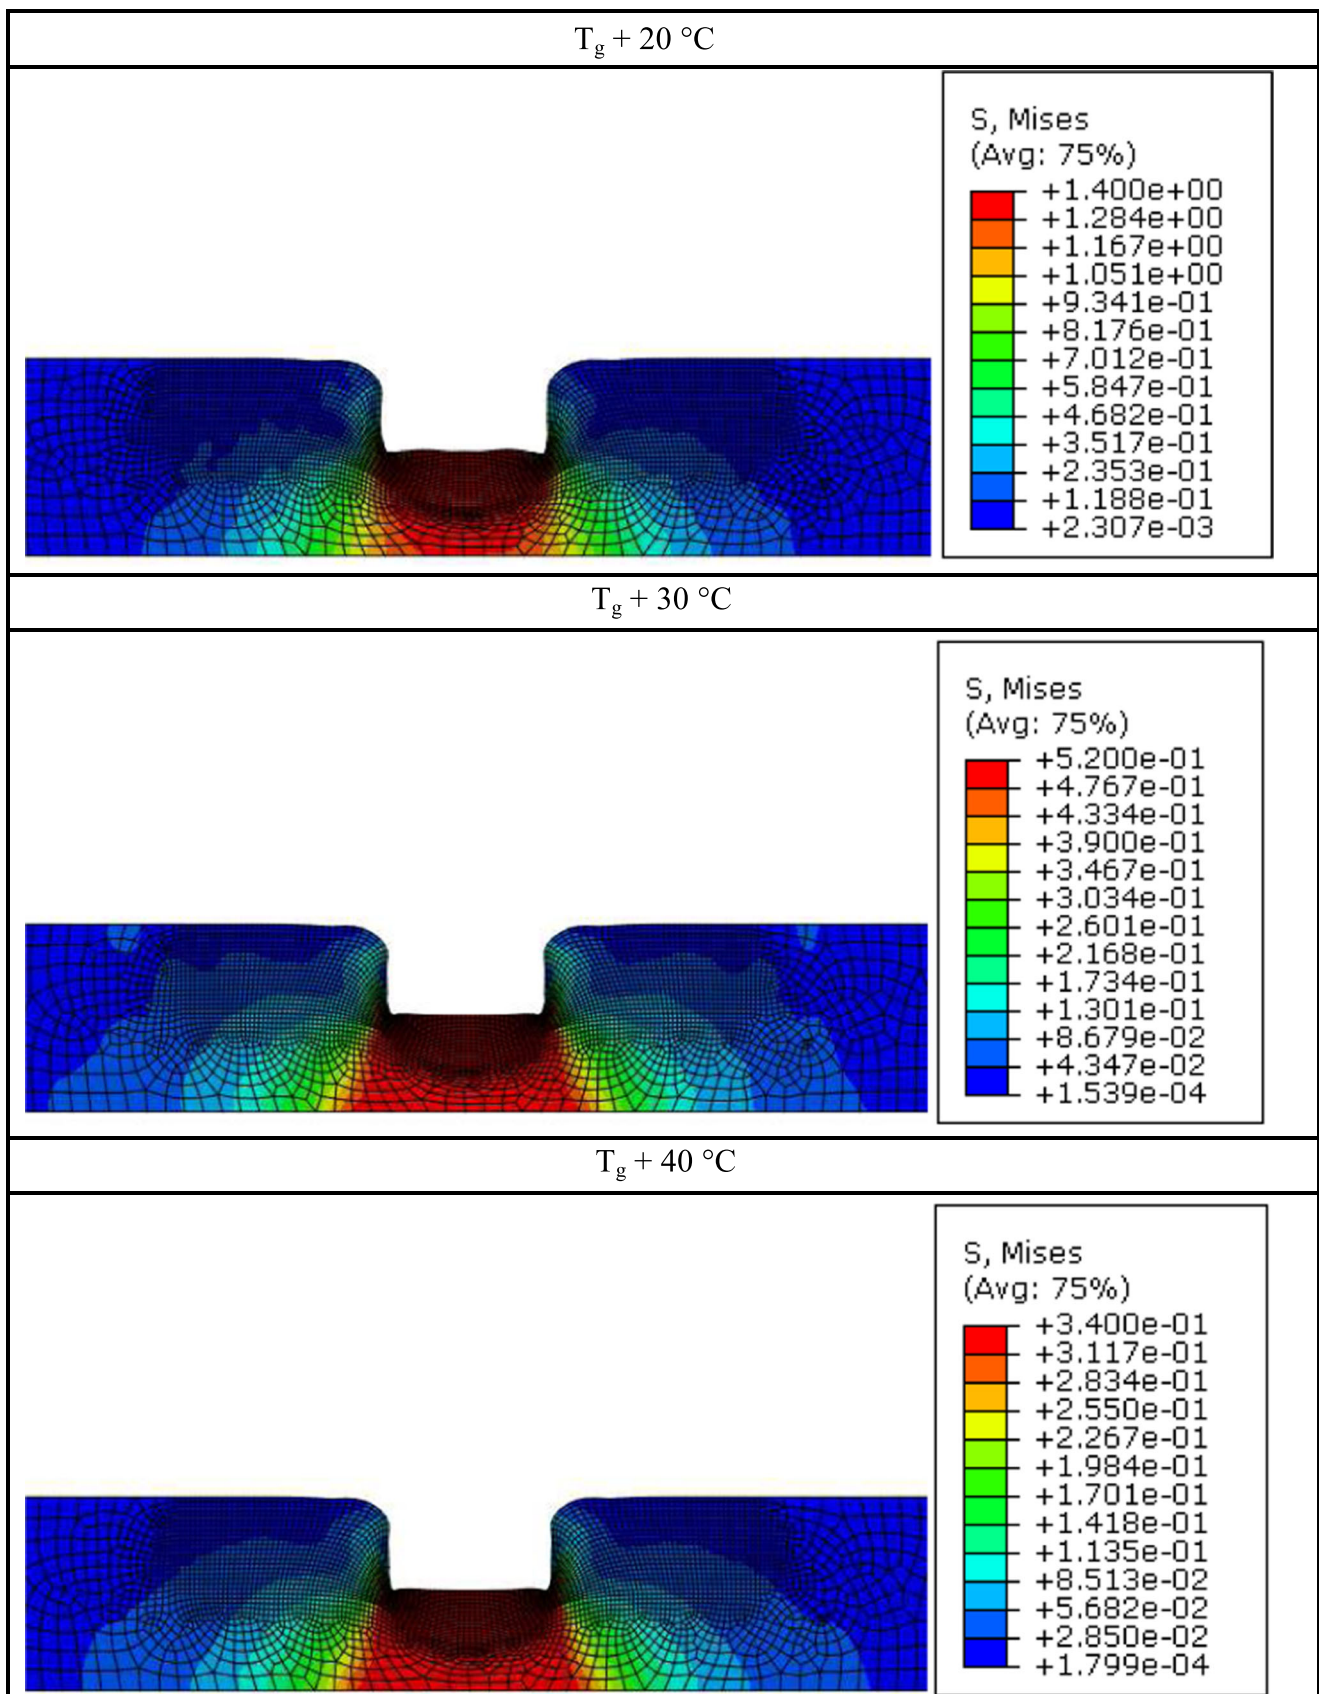 Tg + 20 °C
S, Mises
(Avg: 75%)
+1.400e+00
+1.284e+00
+1.167e+00
+1.051e+00
+9.341e-01
+8.176e-01
+7.012e-01
+5.847e-01
+4.682e-01
+3.517e-01
+2.353e-01
+1.188e-01
+2.307e-03
Tg + 30 °C
S, Mises
(Avg: 75%)
+5.200e-01
+4.767e-01
+4.334e-01
+3.900e-01
+3.467e-01
+3.034e-01
+2.601e-01
+2.168e-01
+1.734e-01
+1.301e-01
+8.679e-02
+4.347e-02
+1.539e-04
Tg + 40 °C
S, Mises
(Avg: 75%)
+3.400e-01
+3.117e-01
+2.834e-01
+2.550e-01
+2.267e-01
+1.984e-01
+1.701e-01
+1.418e-01
+1.135e-01
+8.513e-02
+5.682e-02
+2.850e-02
+1.799e-04